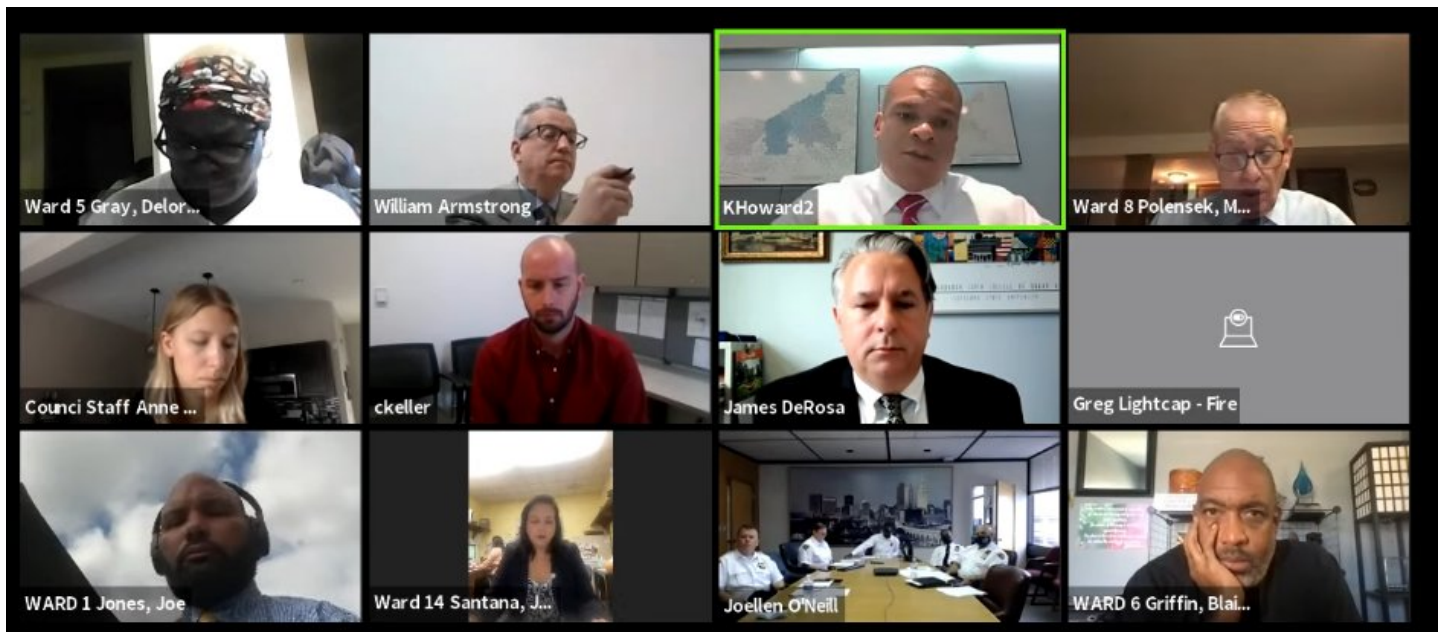 Ward 5 Gray, Delor...
William Armstrong
KHoward2
Ward 8 Polensek, M...
Counci Staff Anne ...
ckeller
James DeRosa
Greg Lightcap - Fire
WARD 1 Jones, Joe
Ward 14 Santana, J...
Joellen O'Neill
WARD 6 Griffin, Blai...